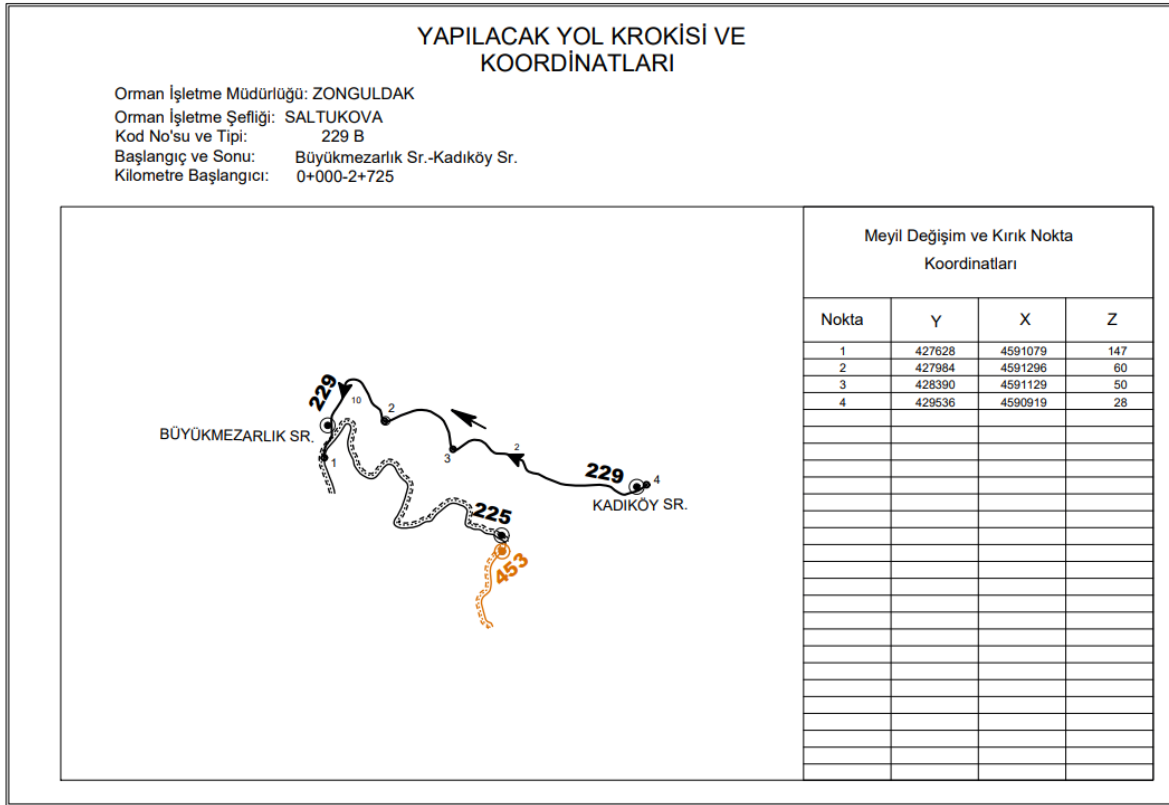 YAPILACAK YOL KROKİSİ VE
KOORDİNATLARI
Orman İşletme Müdürlüğü: ZONGULDAK
Orman İşletme Şefliği: SALTUKOVA
Kod No'su ve Tipi: 229 B
Başlangıç ve Sonu: Büyükmezarlık Sr.-Kadıköy Sr.
Kilometre Başlangıcı: 0+000-2+725
229
10
2
BÜYÜKMEZARLIK SR.
1
3
2
229
4
KADIKÖY SR.
225
453
Meyil Değişim ve Kırık Nokta
Koordinatları
Nokta Y X Z
1 427628 4591079 147
2 427984 4591296 60
3 428390 4591129 50
4 429536 4590919 28